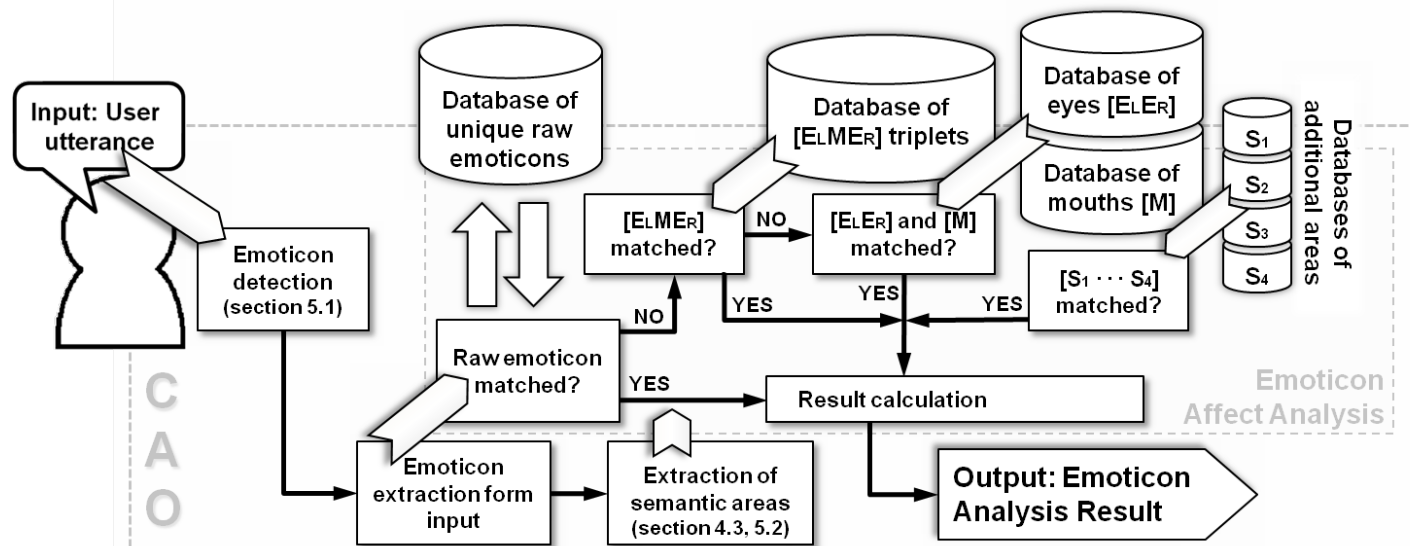 Input: User
utterance
Database of
unique raw
emoticons
Database of
[ELMER] triplets
Database of
eyes [ELER]
Database of
mouths [M]
S1
S2
S3
S4
Databases of
additional areas
Emoticon
detection
(section 5.1)
[ELMER]
matched?
NO
[ELER] and [M]
matched?
[S1 ··· S4]
matched?
YES
YES
YES
NO
Raw emoticon
matched?
YES
Result calculation
Emoticon
Affect Analysis
C
A
O
Emoticon
extraction form
input
Extraction of
semantic areas
(section 4.3, 5.2)
Output: Emoticon
Analysis Result